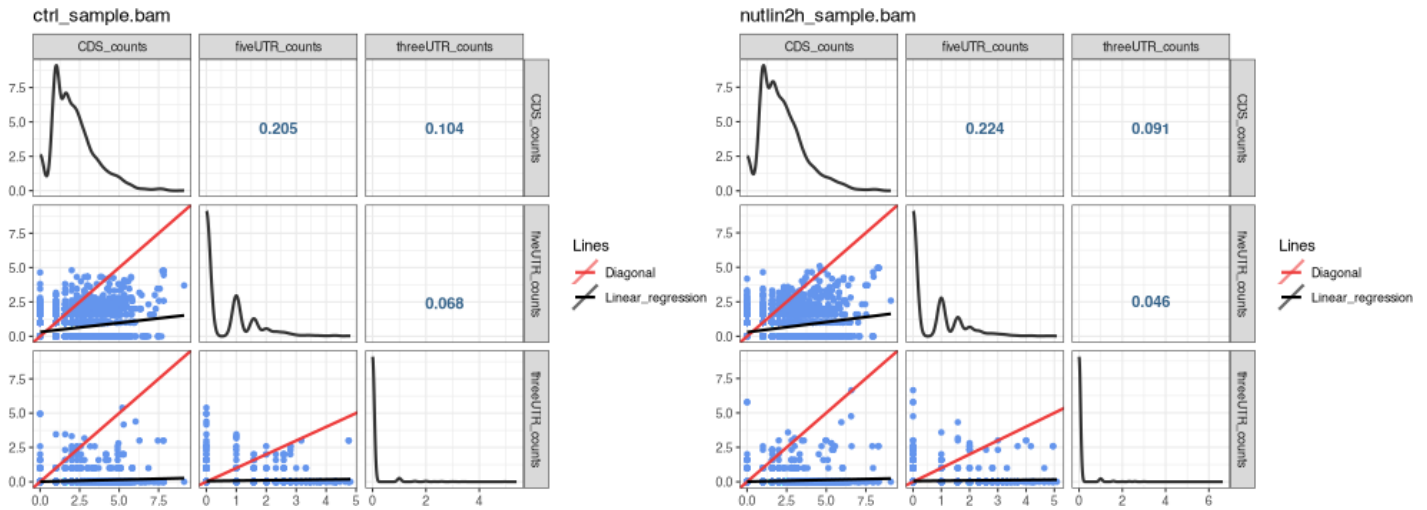 ctrl_sample.bam
CDS_counts fiveUTR_counts threeUTR_counts
7.5
5.0
2.5
0.0
0.205
0.104
CDS_counts
7.5
5.0
2.5
0.0
0.068
fiveUTR_counts
7.5
5.0
2.5
0.0
threeUTR_counts
0.0 2.5 5.0 7.5
0 1 2 3 4 5
0 2 4
Lines
Diagonal
Linear_regression
nutlin2h_sample.bam
CDS_counts fiveUTR_counts threeUTR_counts
7.5
5.0
2.5
0.0
0.224
0.091
CDS_counts
7.5
5.0
2.5
0.0
0.046
fiveUTR_counts
7.5
5.0
2.5
0.0
threeUTR_counts
0.0 2.5 5.0 7.5
0 1 2 3 4 5
0 2 4 6
Lines
Diagonal
Linear_regression